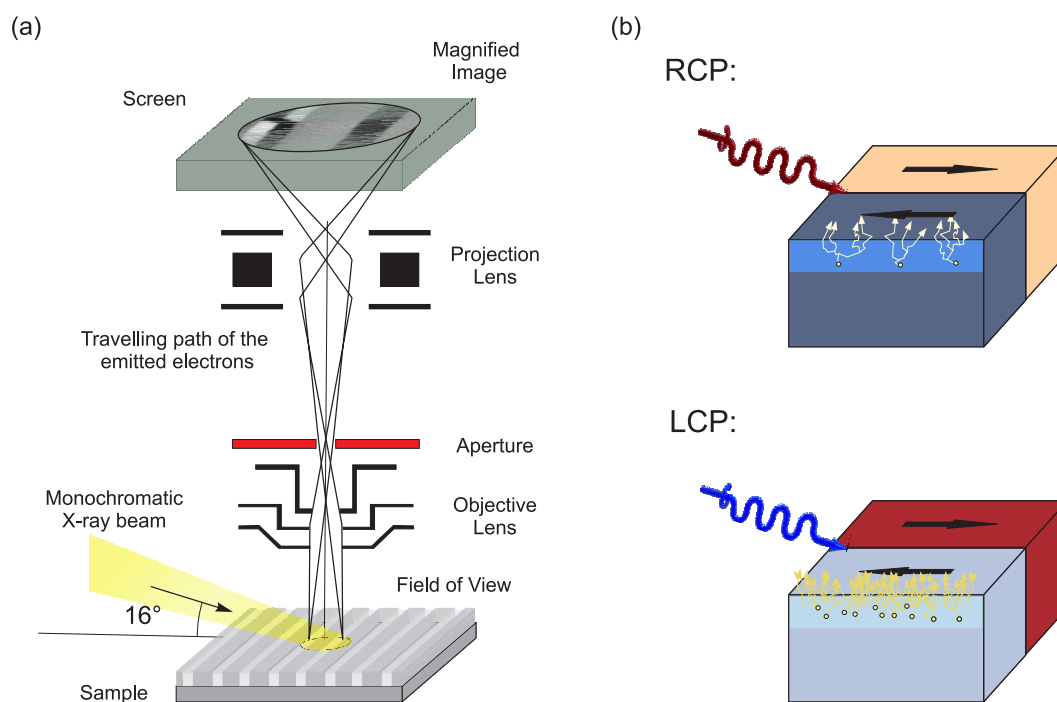 (a)
Magnified
Image
Screen
Projection
Lens
Travelling path of the
emitted electrons
Aperture
Monochromatic
X-ray beam
Objective
Lens
Field of View
16°
Sample
(b)
RCP:
LCP: